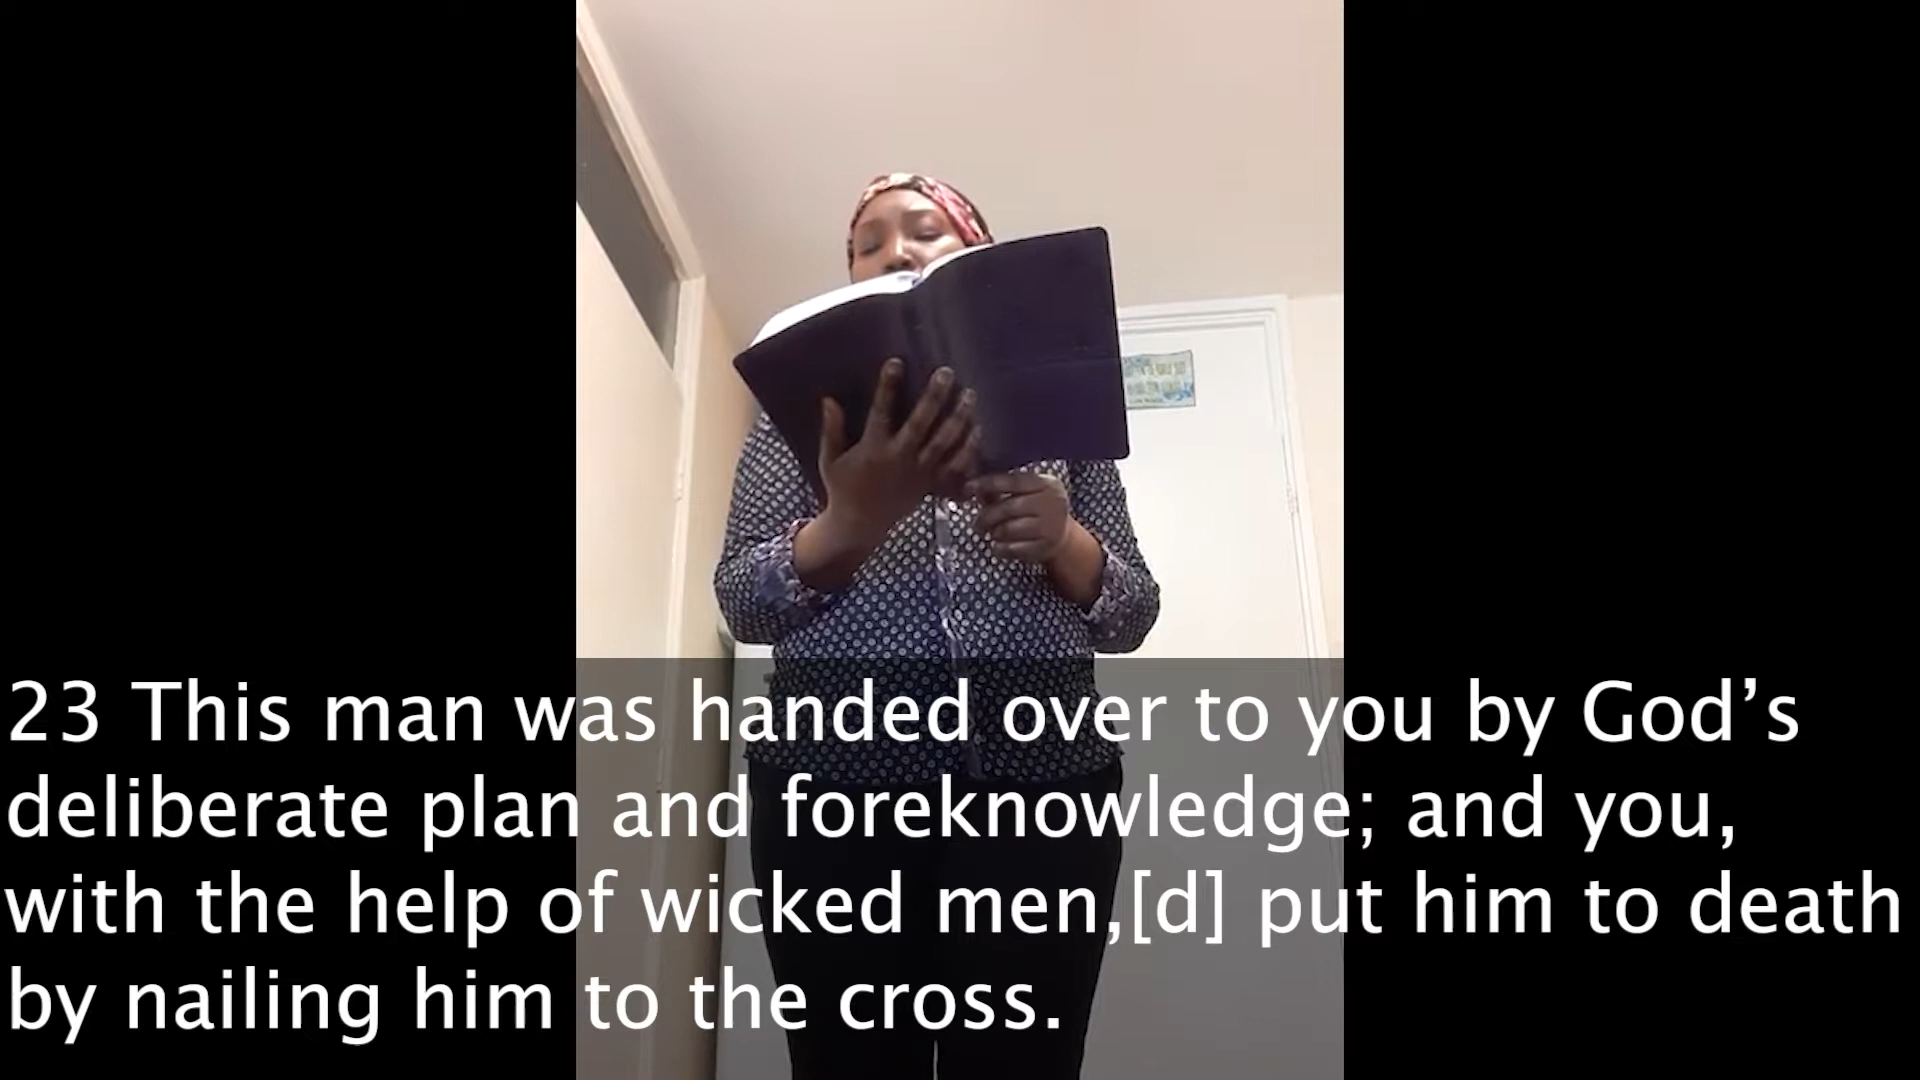 23 This man was handed over to you by God’s
deliberate plan and foreknowledge; and you,
with the help of wicked men,[d] put him to death
by nailing him to the cross.